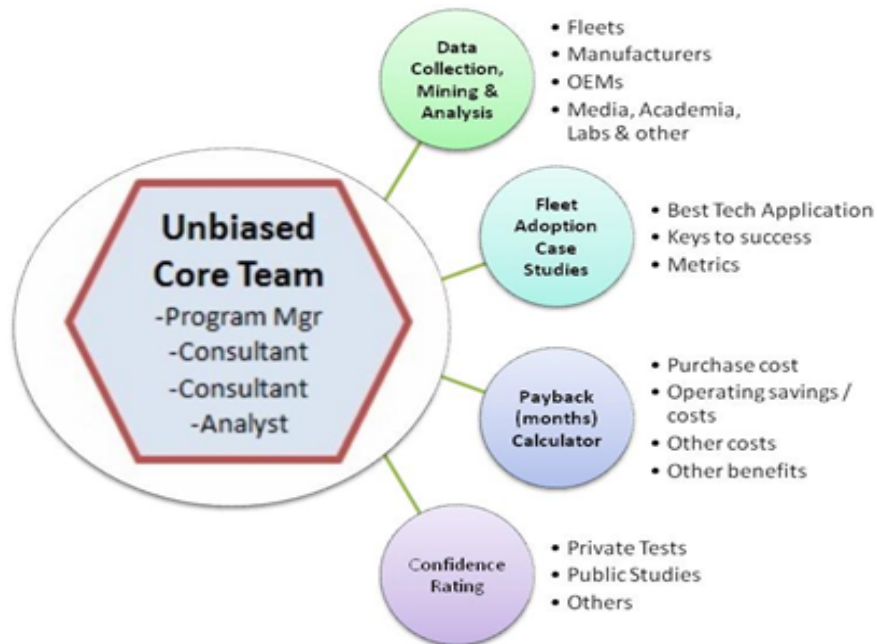 Unbiased
Core Team
-Program Mgr
-Consultant
-Consultant
-Analyst
Data
Collection,
Mining &
Analysis
• Fleets
• Manufacturers
• OEMs
• Media, Academia,
Labs & other
Fleet
Adoption
Case
Studies
• Best Tech Application
• Keys to success
• Metrics
Payback
(months)
Calculator
• Purchase cost
• Operating savings /
costs
• Other costs
• Other benefits
Confidence
Rating
• Private Tests
• Public Studies
• Others